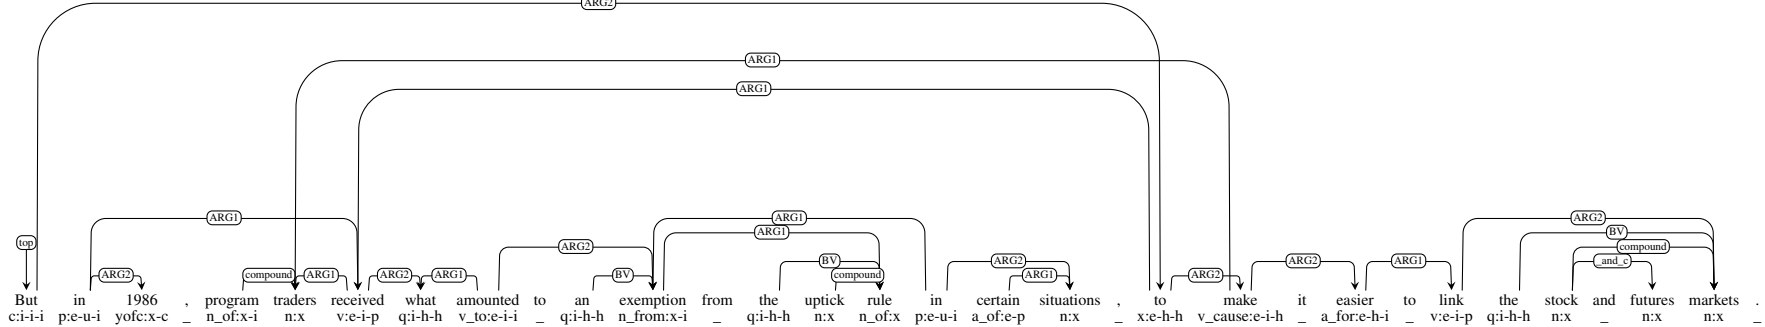 ARG2
ARG1
ARG1
ARG1 ARG1
top ARG2 ARG1 BV compound ARG2 BV compound
ARG2 compound ARG1 ARG2 ARG1 BV ARG2 ARG1 ARG2 ARG2 ARG1 _and_c
But in 1986 , program traders received what amounted to an exemption from the uptick rule in certain situations , to make it easier to link the stock and futures markets .
c:i-i-i p:e-u-i yofc:x-c _ n_of:x-i n:x v:e-i-p q:i-h-h v_to:e-i-i _ q:i-h-h n_from:x-i _ q:i-h-h n:x n_of:x p:e-u-i a_of:e-p n:x _ x:e-h-h v_cause:e-i-h _ a_for:e-h-i _ v:e-i-p q:i-h-h n:x _ n:x n:x _